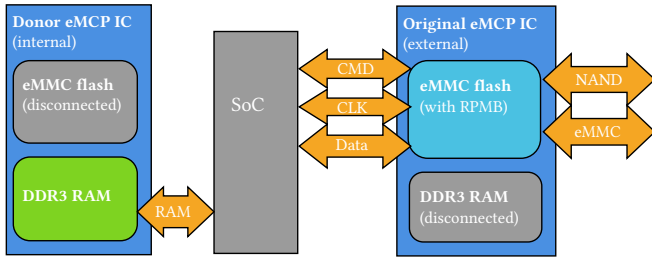 Donor eMCP IC
(internal)
eMMC flash
(disconnected)
DDR3 RAM
RAM
SoC
CMD
CLK
Data
Original eMCP IC
(external)
eMMC flash
(with RPMB)
DDR3 RAM
(disconnected)
NAND
eMMC